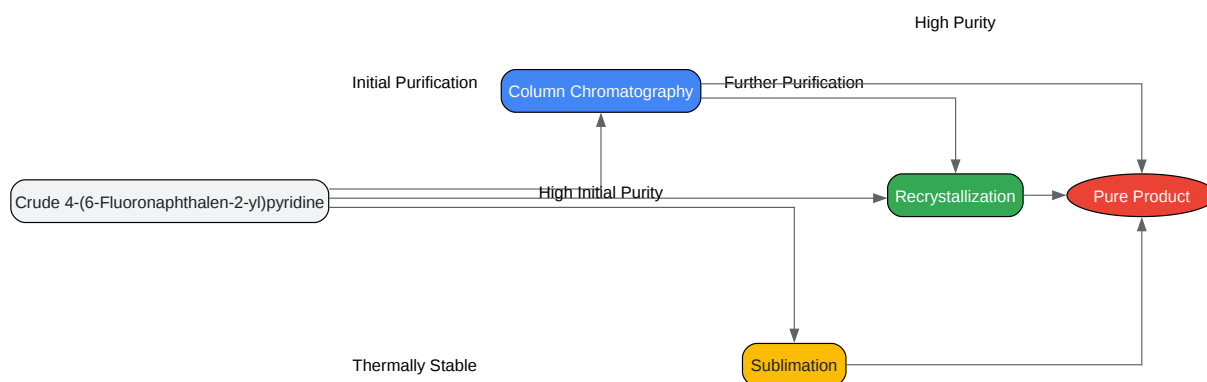 High Purity
Initial Purification
Column Chromatography
Further Purification
Crude 4-(6-Fluoronaphthalen-2-yl)pyridine
High Initial Purity
Recrystallization
Pure Product
Thermally Stable
Sublimation